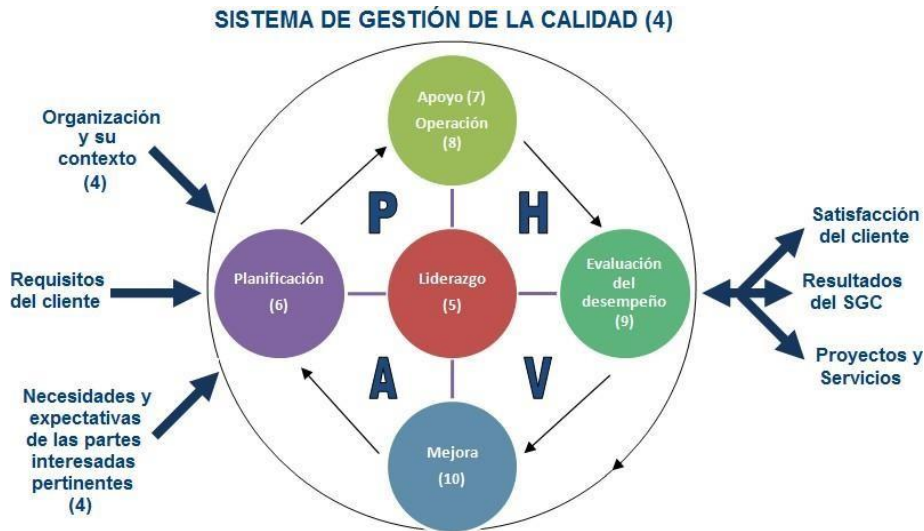 SISTEMA DE GESTIÓN DE LA CALIDAD (4)
Organización
y su
contexto
(4)
Requisitos
del cliente
Necesidades y
expectativas
de las partes
interesadas
pertinentes
(4)
Apoyo (7)
Operación
(8)
P
H
Planificación
(6)
Liderazgo
(5)
Evaluación
del
desempeño
(9)
A
V
Mejora
(10)
Satisfacción
del cliente
Resultados
del SGC
Proyectos y
Servicios